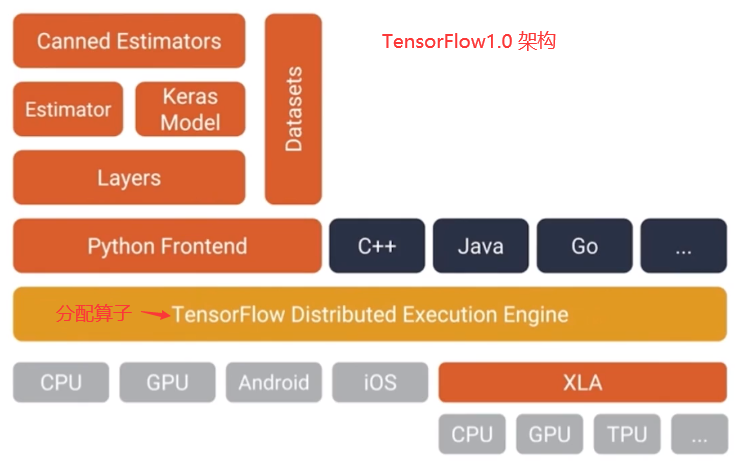 TensorFlow1.0 架构
Canned Estimators
Datasets
Estimator
Keras
Model
Layers
Python Frontend
C++
Java
Go
...
分配算子
TensorFlow Distributed Execution Engine
CPU
GPU
Android
iOS
XLA
CPU
GPU
TPU
...